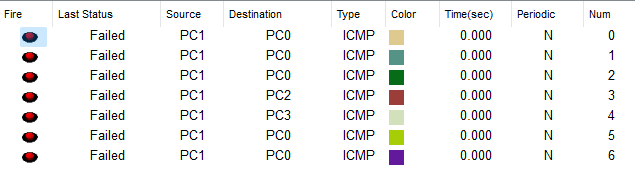 Fire Last Status Source Destination Type Color Time(sec) Periodic Num
Failed PC1 PC0 ICMP 0.000 N 0
Failed PC1 PC0 ICMP 0.000 N 1
Failed PC1 PC0 ICMP 0.000 N 2
Failed PC1 PC2 ICMP 0.000 N 3
Failed PC1 PC3 ICMP 0.000 N 4
Failed PC1 PC0 ICMP 0.000 N 5
Failed PC1 PC0 ICMP 0.000 N 6